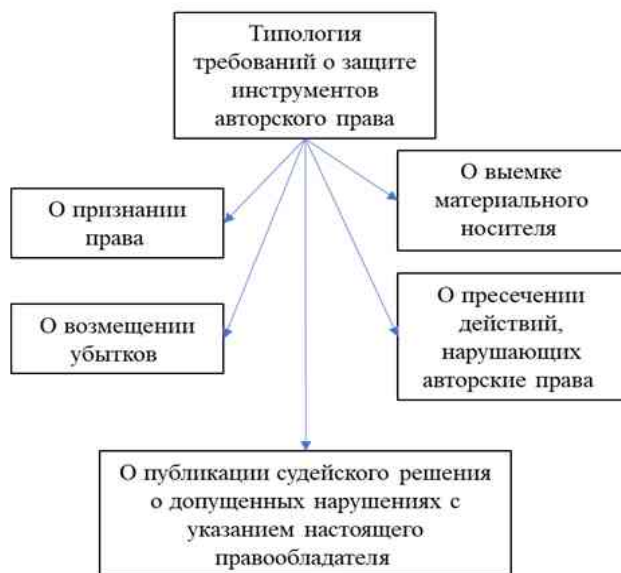 Типология
требований о защите
инструментов
авторского права
О признании
права
О выемке
материального
носителя
О возмещении
убытков
О пресечении
действий,
нарушающих
авторские права
О публикации судейского решения
о допущенных нарушениях с
указанием настоящего
правообладателя